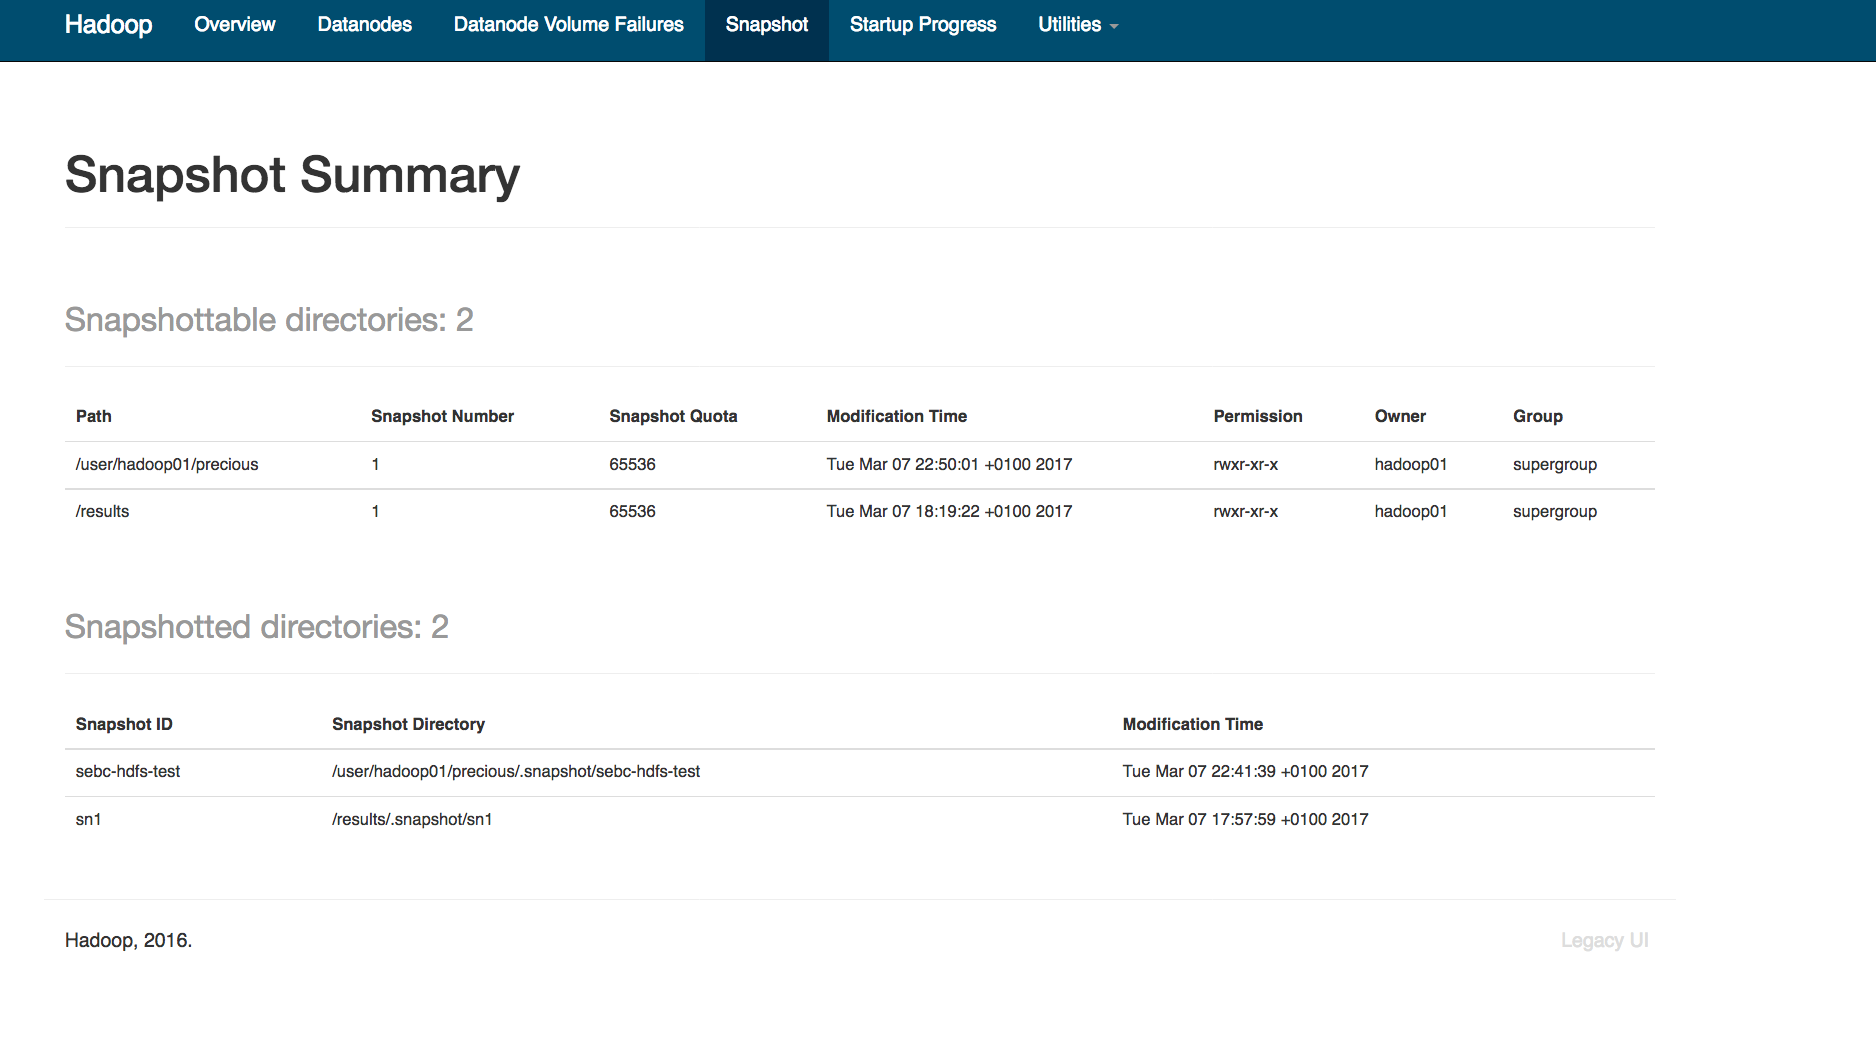 Hadoop Overview Datanodes Datanode Volume Failures Snapshot Startup Progress Utilities
Snapshot Summary
Snapshottable directories: 2
Path Snapshot Number Snapshot Quota Modification Time Permission Owner Group
/user/hadoop01/precious 1 65536 Tue Mar 07 22:50:01 +0100 2017 rwxr-xr-x hadoop01 supergroup
/results 1 65536 Tue Mar 07 18:19:22 +0100 2017 rwxr-xr-x hadoop01 supergroup
Snapshotted directories: 2
Snapshot ID Snapshot Directory Modification Time
sebc-hdfs-test /user/hadoop01/precious/.snapshot/sebc-hdfs-test Tue Mar 07 22:41:39 +0100 2017
sn1 /results/.snapshot/sn1 Tue Mar 07 17:57:59 +0100 2017
Hadoop, 2016. Legacy UI